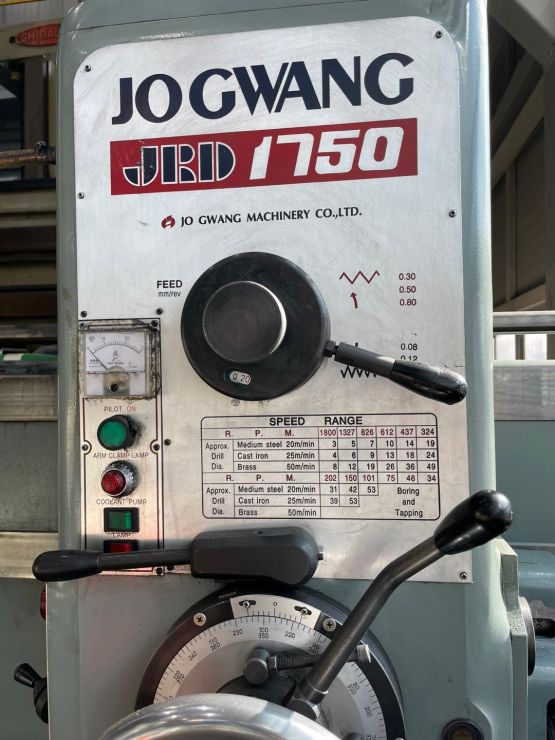 SHIBAU
JO GWANG
JRD 1750
JO GWANG MACHINERY CO.,LTD.
FEED
mm/rev
0.30
0.50
0.80
0.08
0.12
0.20
A
PILOT ON
ARM CLAMP LAMP
COOLANT PUMP
LAMP
SPEED RANGE
R. P. M. 1800 1327 826 612 437 324
Approx. Medium steel 20m/min 3 5 7 10 14 19
Drill Cast iron 25m/min 4 6 9 13 18 24
Dia. Brass 50m/min 8 12 19 26 36 49
R. P. M. 202 150 101 75 46 34
Approx. Medium steel 20m/min 31 42 53 Boring
Drill Cast iron 25m/min 39 53 and
Dia. Brass 50m/min Tapping
0